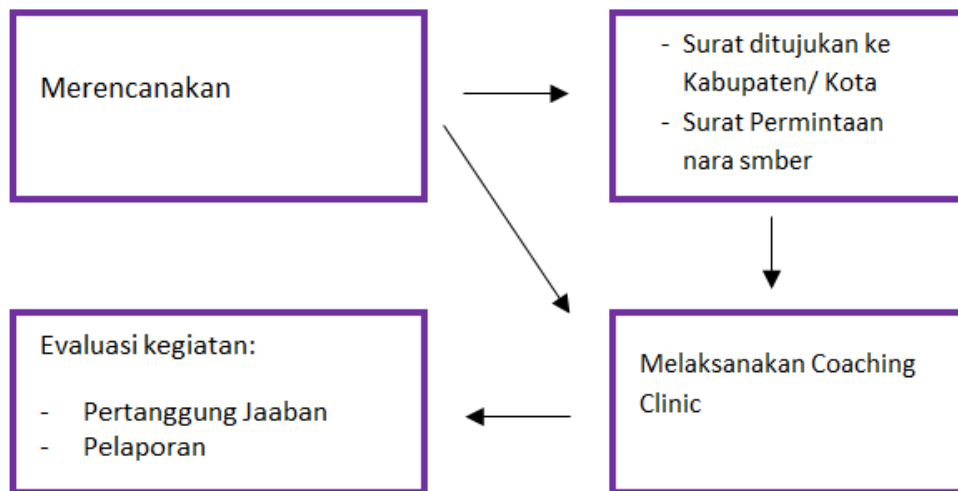 Merencanakan
- Surat ditujukan ke
Kabupaten/ Kota
- Surat Permintaan
nara smber
Melaksanakan Coaching
Clinic
Evaluasi kegiatan:
- Pertanggung Jaaban
- Pelaporan